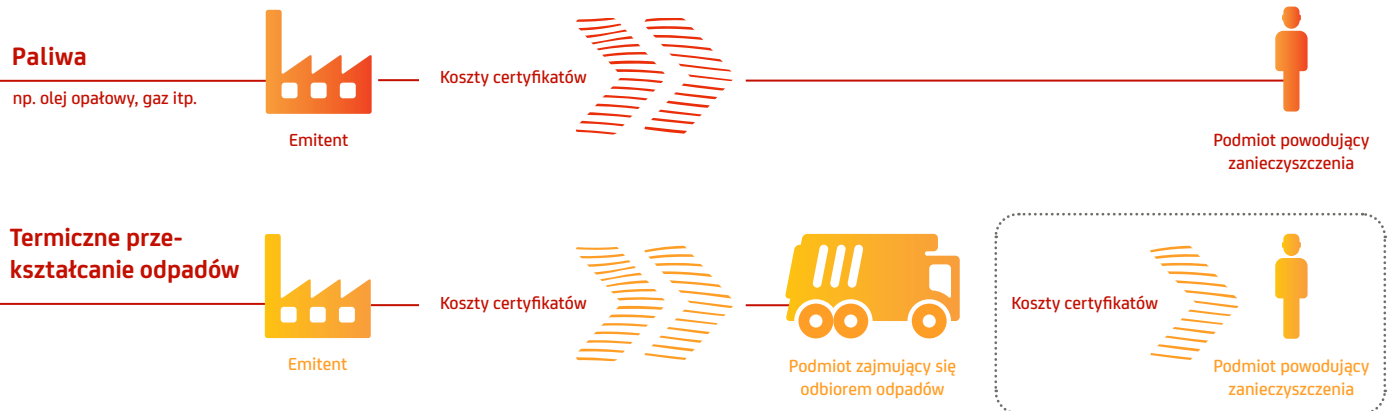 Paliwa
np. olej opałowy, gaz itp.
Emitent
Koszty certyfikatów
Podmiot powodujący
zanieczyszczenia
Termiczne prze-
kształcanie odpadów
Emitent
Koszty certyfikatów
Podmiot zajmujący się
odbiorem odpadów
Koszty certyfikatów
Podmiot powodujący
zanieczyszczenia